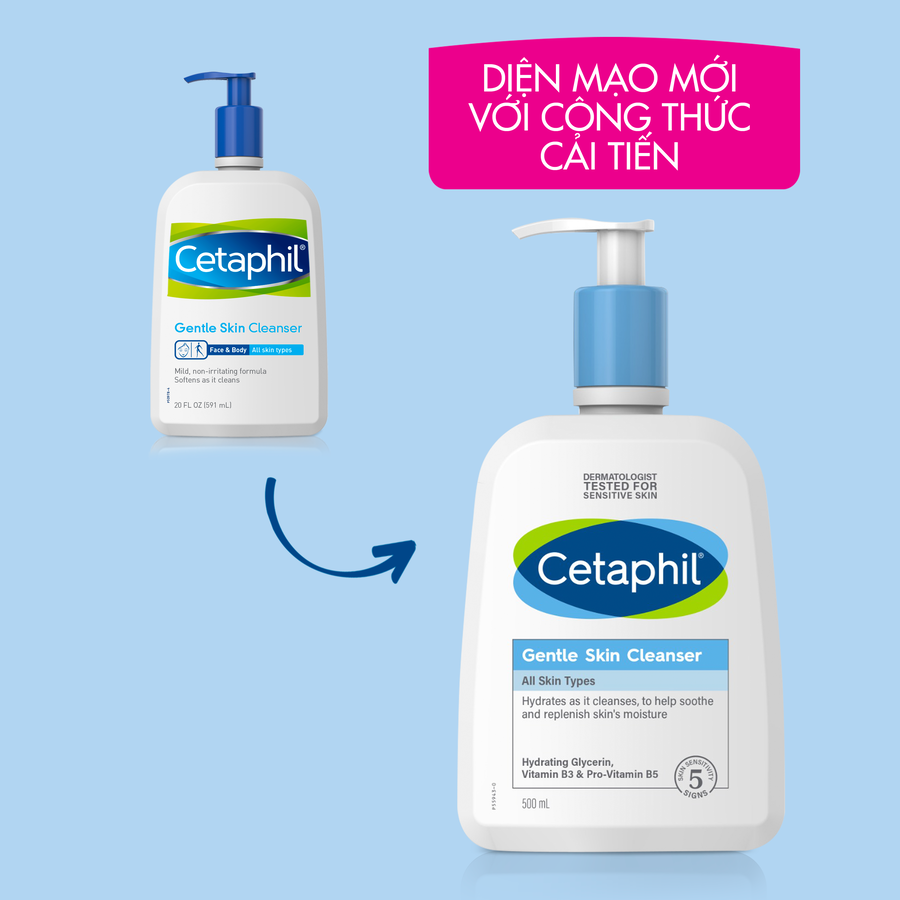 DIỆN MẠO MỚI
VỚI CÔNG THỨC
CẢI TIẾN
Cetaphil®
Gentle Skin Cleanser
Face & Body All skin types
Mild, non-irritating formula
Softens as it cleans
20 FL OZ (591 mL)
DERMATOLOGIST
TESTED FOR
SENSITIVE SKIN
Cetaphil®
Gentle Skin Cleanser
All Skin Types
Hydrates as it cleanses, to help soothe
and replenish skin's moisture
Hydrating Glycerin,
Vitamin B3 & Pro-Vitamin B5
SKIN SENSITIVITY
5
SIGNS
500 mL